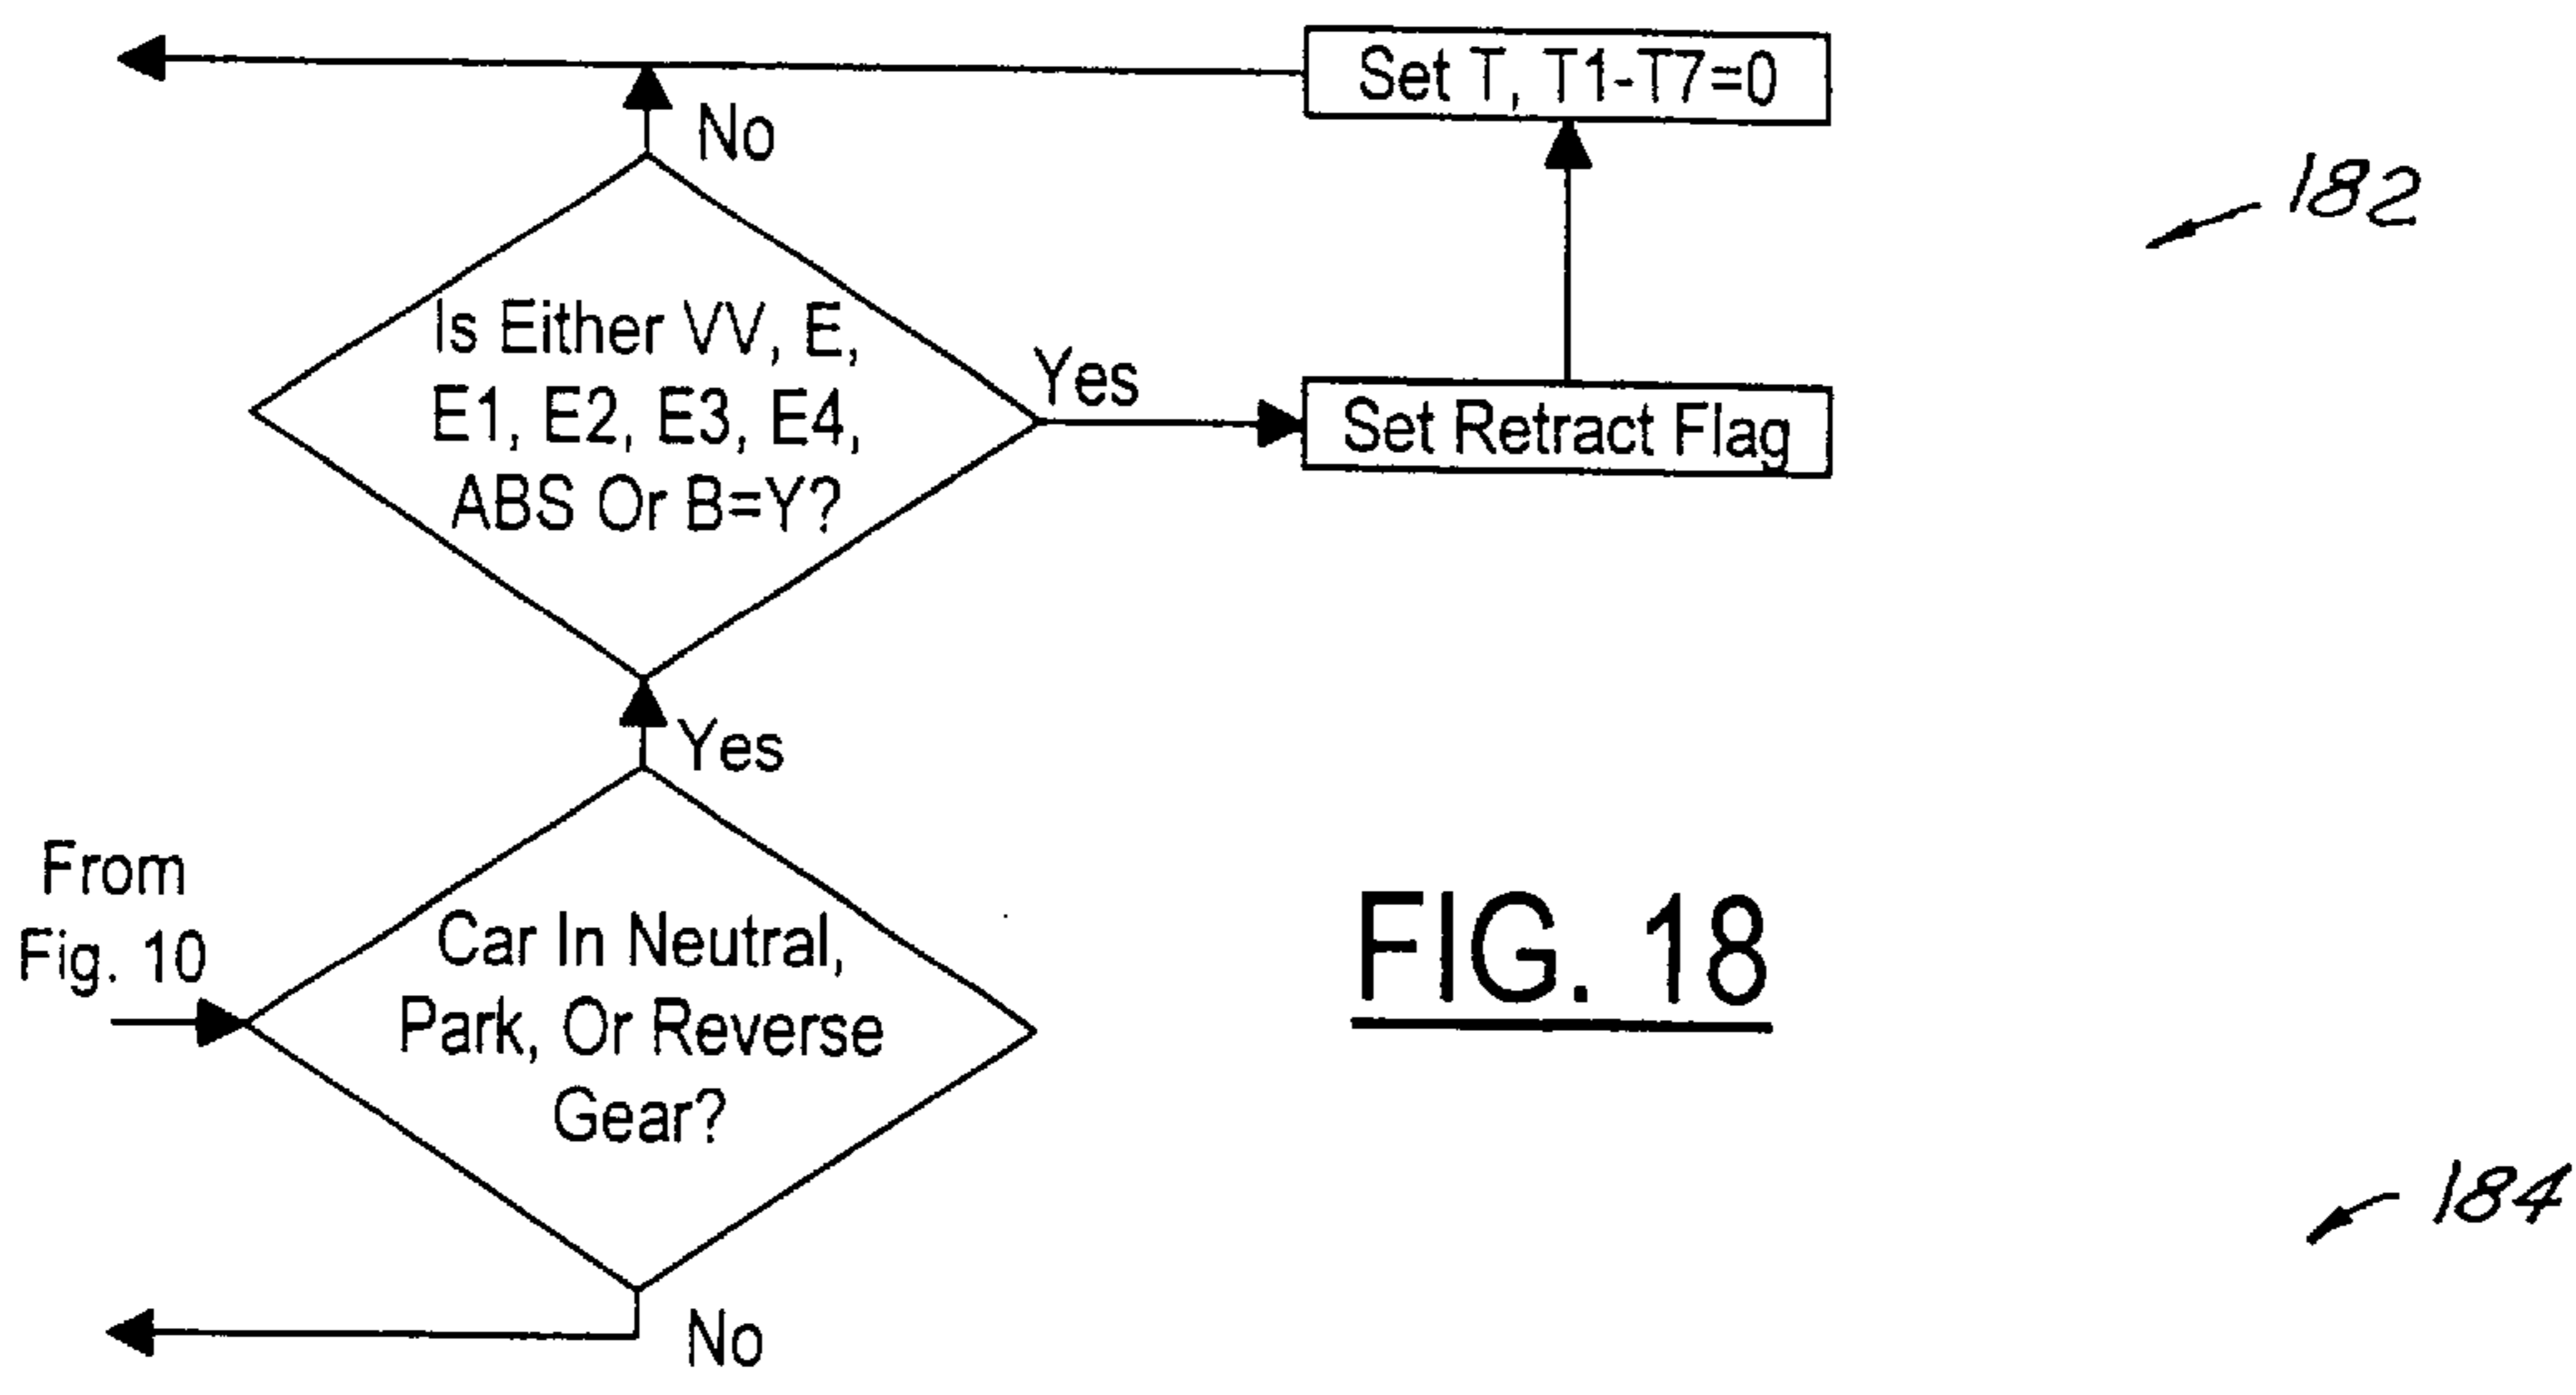 Set T, T1-T7=0
No
182
Is Either VV, E,
E1, E2, E3, E4,
ABS Or B=Y?
Yes
Set Retract Flag
Yes
From
Fig. 10
Car In Neutral,
Park, Or Reverse
Gear?
FIG. 18
184
No